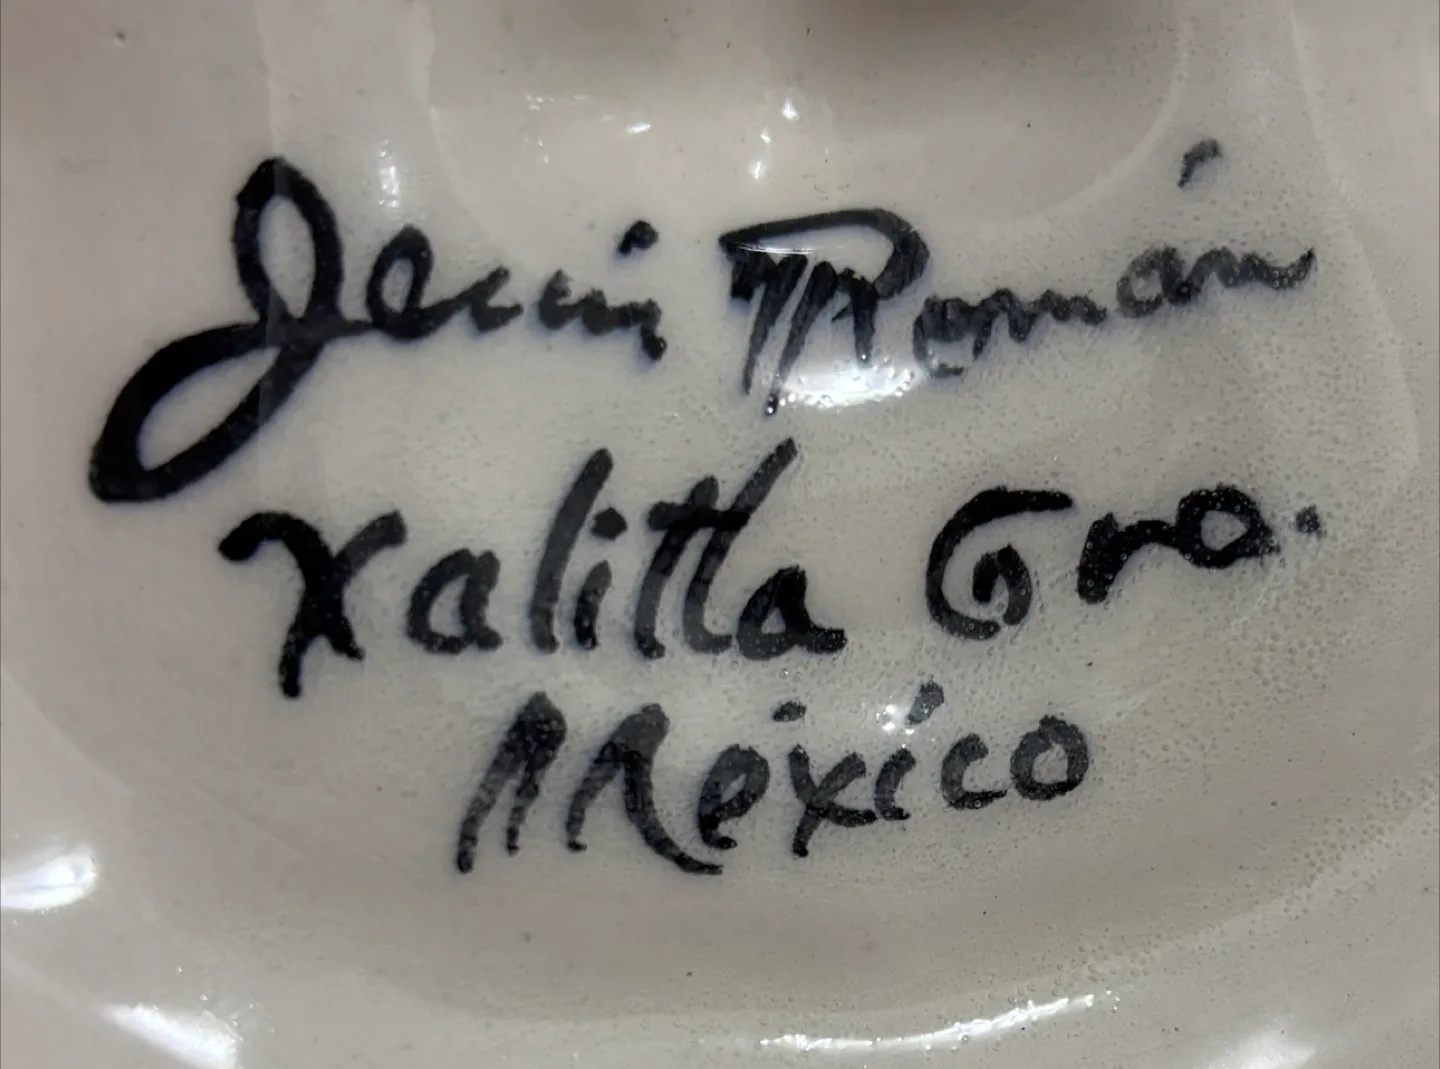 Jesús Román
Xalitla Gro.
México